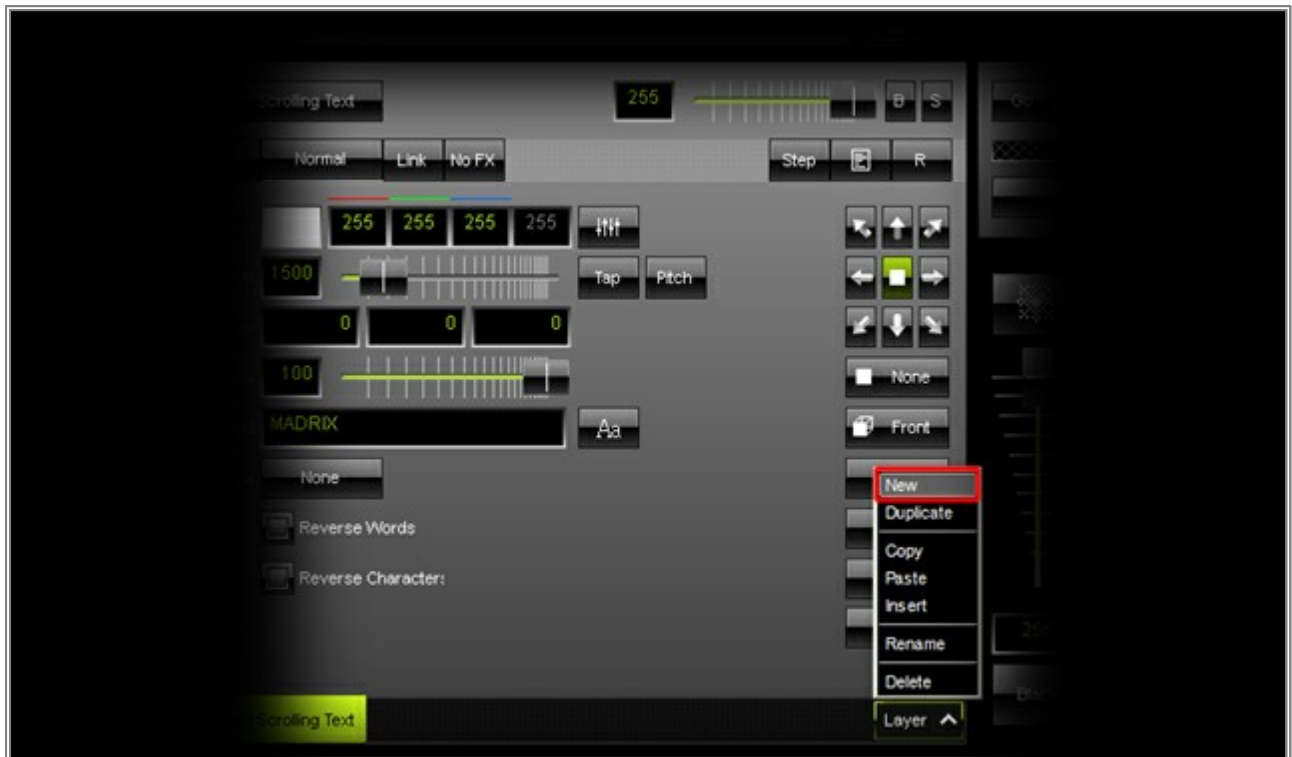 Scrolling Text 255 B S
Normal Link No FX Step R
255 255 255 255
1500 Tap Pitch
0 0 0
100 None
MADRIX Aa Front
None
New
Duplicate
Reverse Words
Copy
Reverse Characters
Paste
Insert
Rename
255
Delete
Scrolling Text Layer